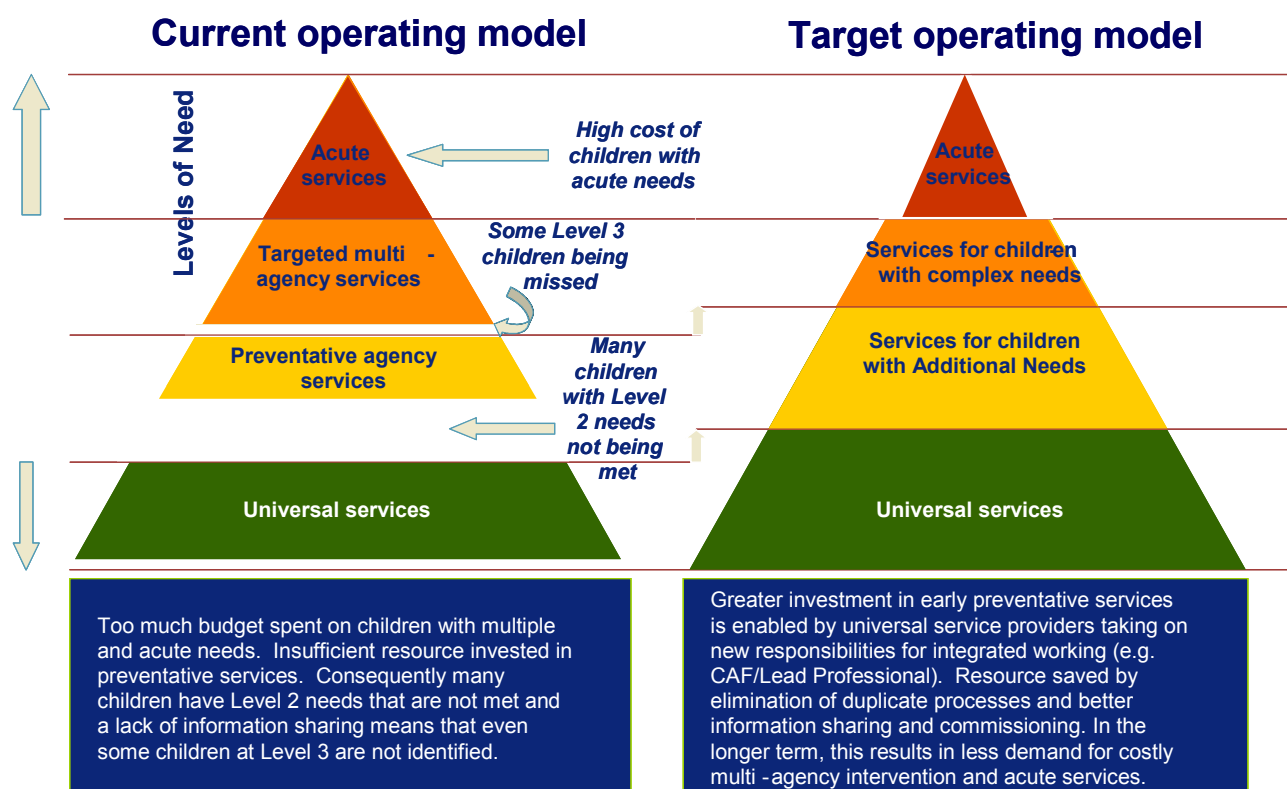 Current operating model
Target operating model
Levels of Need
Acute
services
High cost of
children with
acute needs
Targeted multi -
agency services
Some Level 3
children being
missed
Preventative agency
services
Many
children
with Level
2 needs
not being
met
Universal services
Acute
services
Services for children
with complex needs
Services for children
with Additional Needs
Universal services
Too much budget spent on children with multiple
and acute needs. Insufficient resource invested in
preventative services. Consequently many
children have Level 2 needs that are not met and
a lack of information sharing means that even
some children at Level 3 are not identified.
Greater investment in early preventative services
is enabled by universal service providers taking on
new responsibilities for integrated working (e.g.
CAF/Lead Professional). Resource saved by
elimination of duplicate processes and better
information sharing and commissioning. In the
longer term, this results in less demand for costly
multi -agency intervention and acute services.